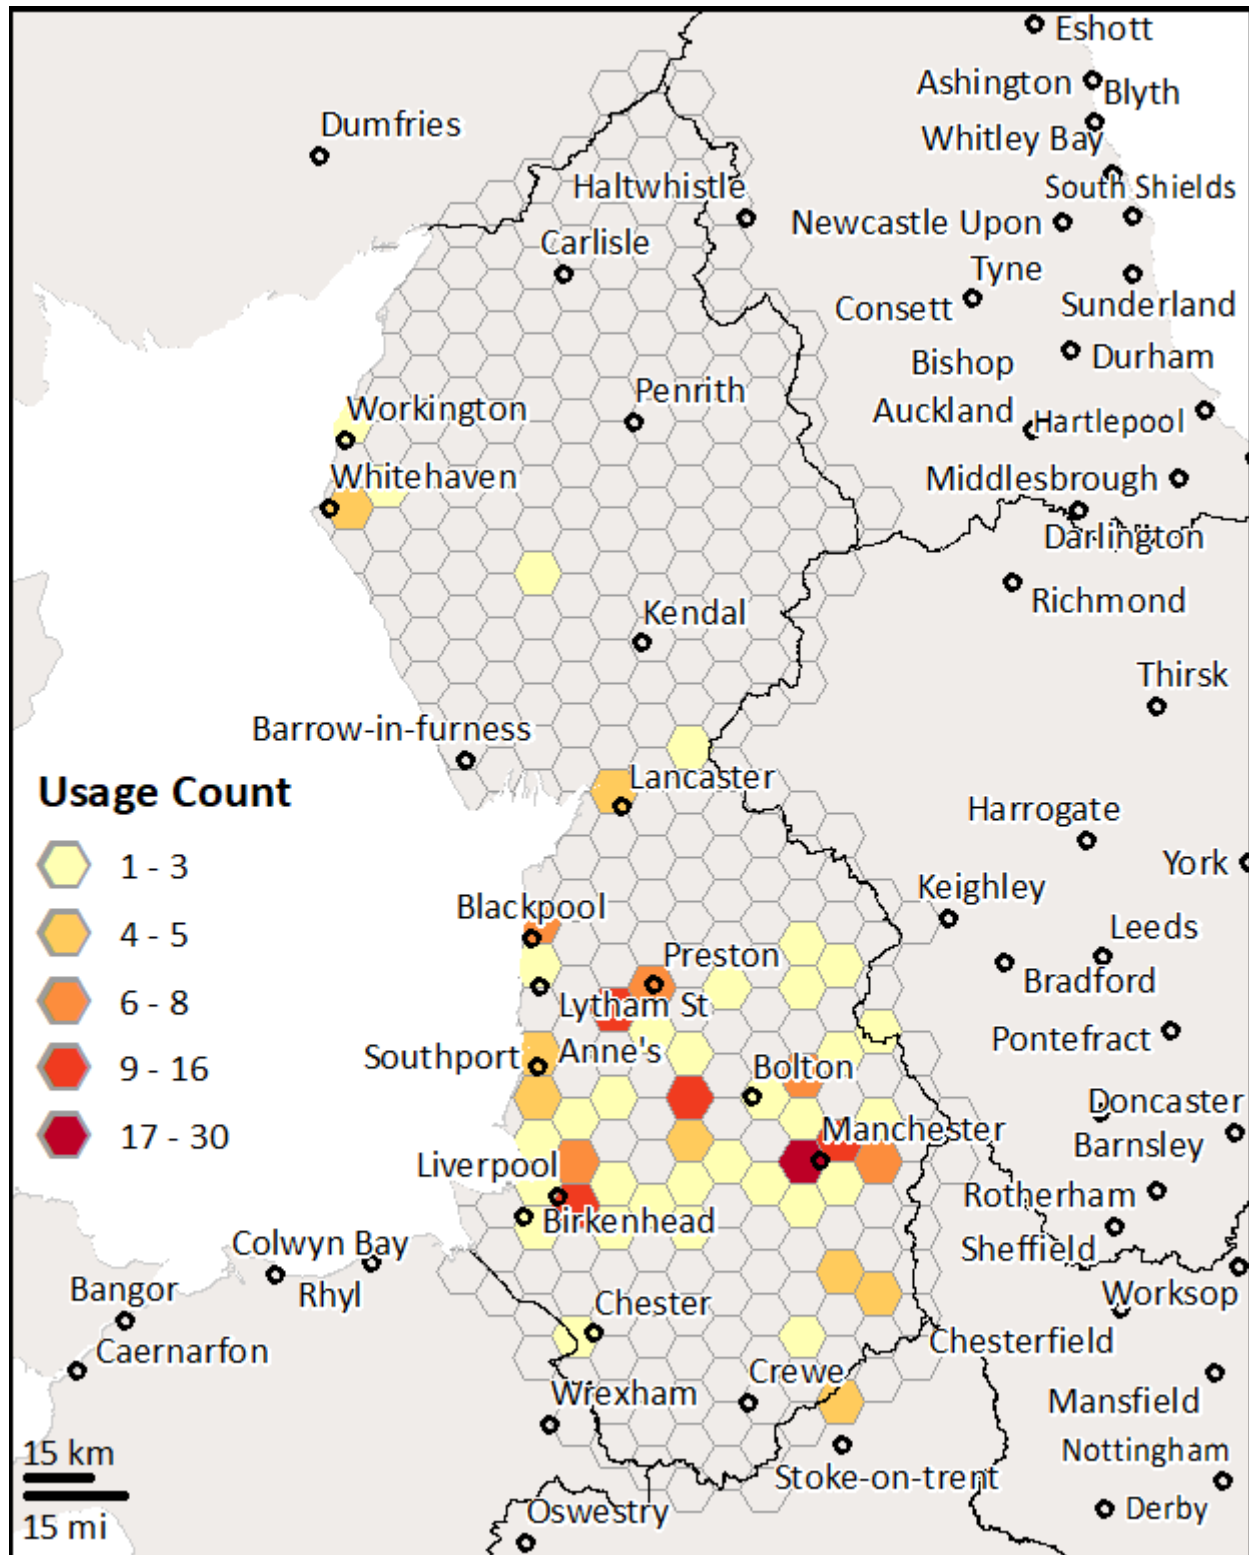 Eshott
Ashington
Blyth
Dumfries
Whitley Bay
Haltwhistle
South Shields
Newcastle Upon
Tyne
Carlisle
Consett
Sunderland
Bishop
Auckland
Durham
Penrith
Workington
Hartlepool
Whitehaven
Middlesbrough
Darlington
Richmond
Kendal
Thirsk
Barrow-in-furness
Lancaster
Usage Count
1 - 3
4 - 5
6 - 8
9 - 16
17 - 30
Harrogate
York
Keighley
Blackpool
Leeds
Preston
Bradford
Lytham St
Anne's
Pontefract
Southport
Bolton
Doncaster
Manchester
Barnsley
Liverpool
Rotherham
Birkenhead
Sheffield
Colwyn Bay
Rhyl
Bangor
Worksop
Chester
Chesterfield
Caernarfon
Crewe
Wrexham
Mansfield
15 km
15 mi
Nottingham
Stoke-on-trent
Oswestry
Derby